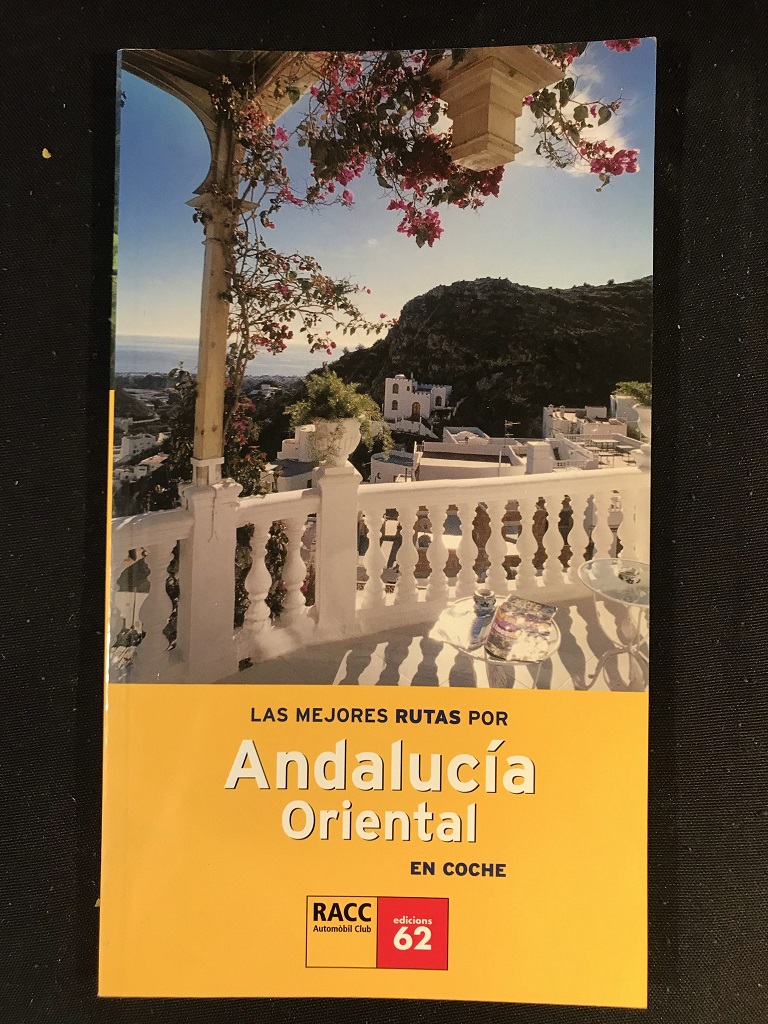 LAS MEJORES RUTAS POR
Andalucía
Oriental
EN COCHE
RACC
Automòbil Club
edicions
62